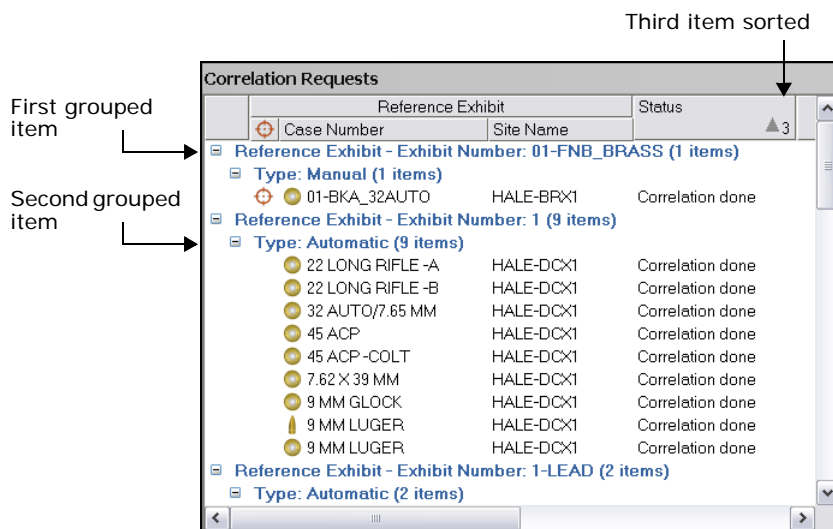 Third item sorted
Correlation Requests
First grouped
item
Reference Exhibit Status
Case Number Site Name 3
Reference Exhibit - Exhibit Number: 01-FNB_BRASS (1 items)
Type: Manual (1 items)
01-BKA_32AUTO HALE-BRX1 Correlation done
Second grouped
item
Reference Exhibit - Exhibit Number: 1 (9 items)
Type: Automatic (9 items)
22 LONG RIFLE -A HALE-DCX1 Correlation done
22 LONG RIFLE -B HALE-DCX1 Correlation done
32 AUTO/7.65 MM HALE-DCX1 Correlation done
45 ACP HALE-DCX1 Correlation done
45 ACP -COLT HALE-DCX1 Correlation done
7.62 X 39 MM HALE-DCX1 Correlation done
9 MM GLOCK HALE-DCX1 Correlation done
9 MM LUGER HALE-DCX1 Correlation done
9 MM LUGER HALE-DCX1 Correlation done
Reference Exhibit - Exhibit Number: 1-LEAD (2 items)
Type: Automatic (2 items)